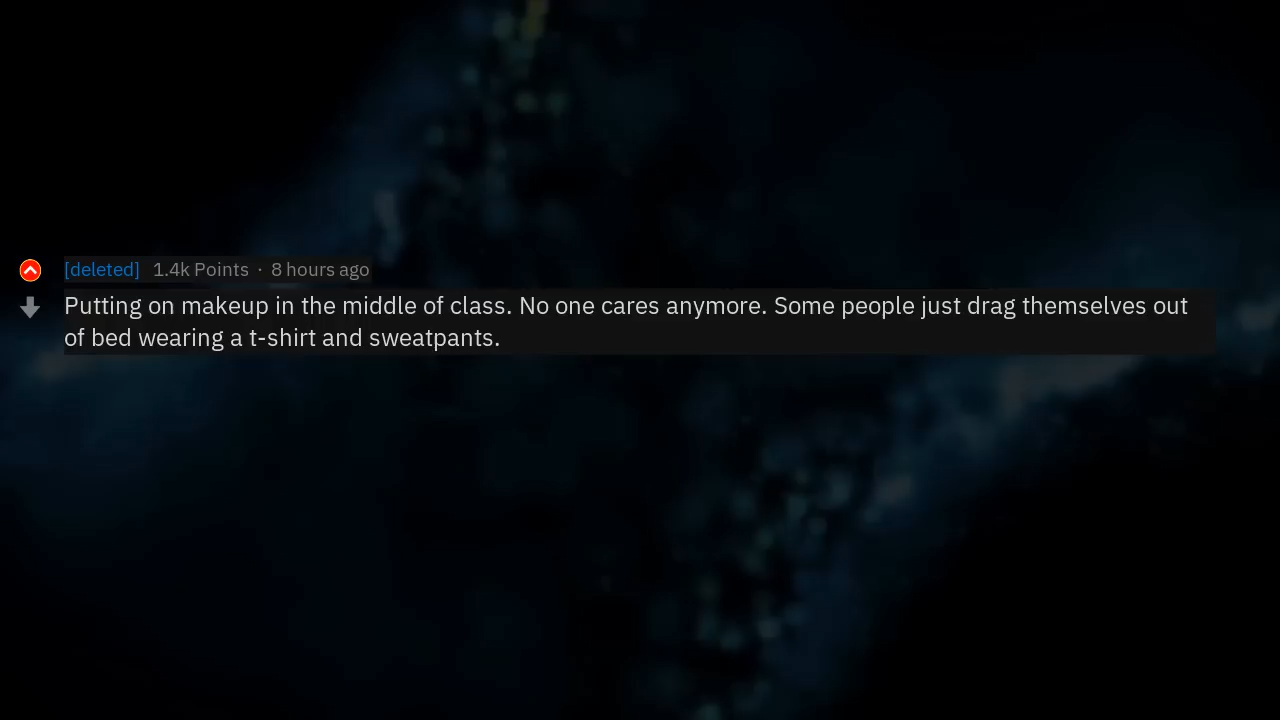 [deleted] 1.4k Points · 8 hours ago
Putting on makeup in the middle of class. No one cares anymore. Some people just drag themselves out
of bed wearing a t-shirt and sweatpants.